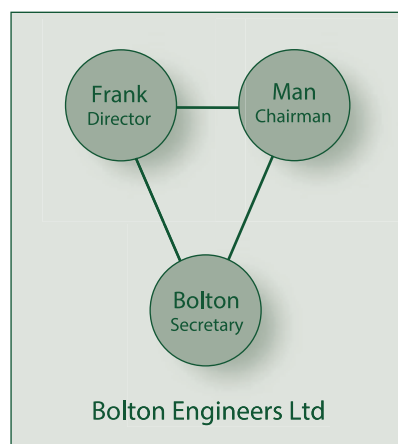 Frank
Director
Man
Chairman
Bolton
Secretary
Bolton Engineers Ltd